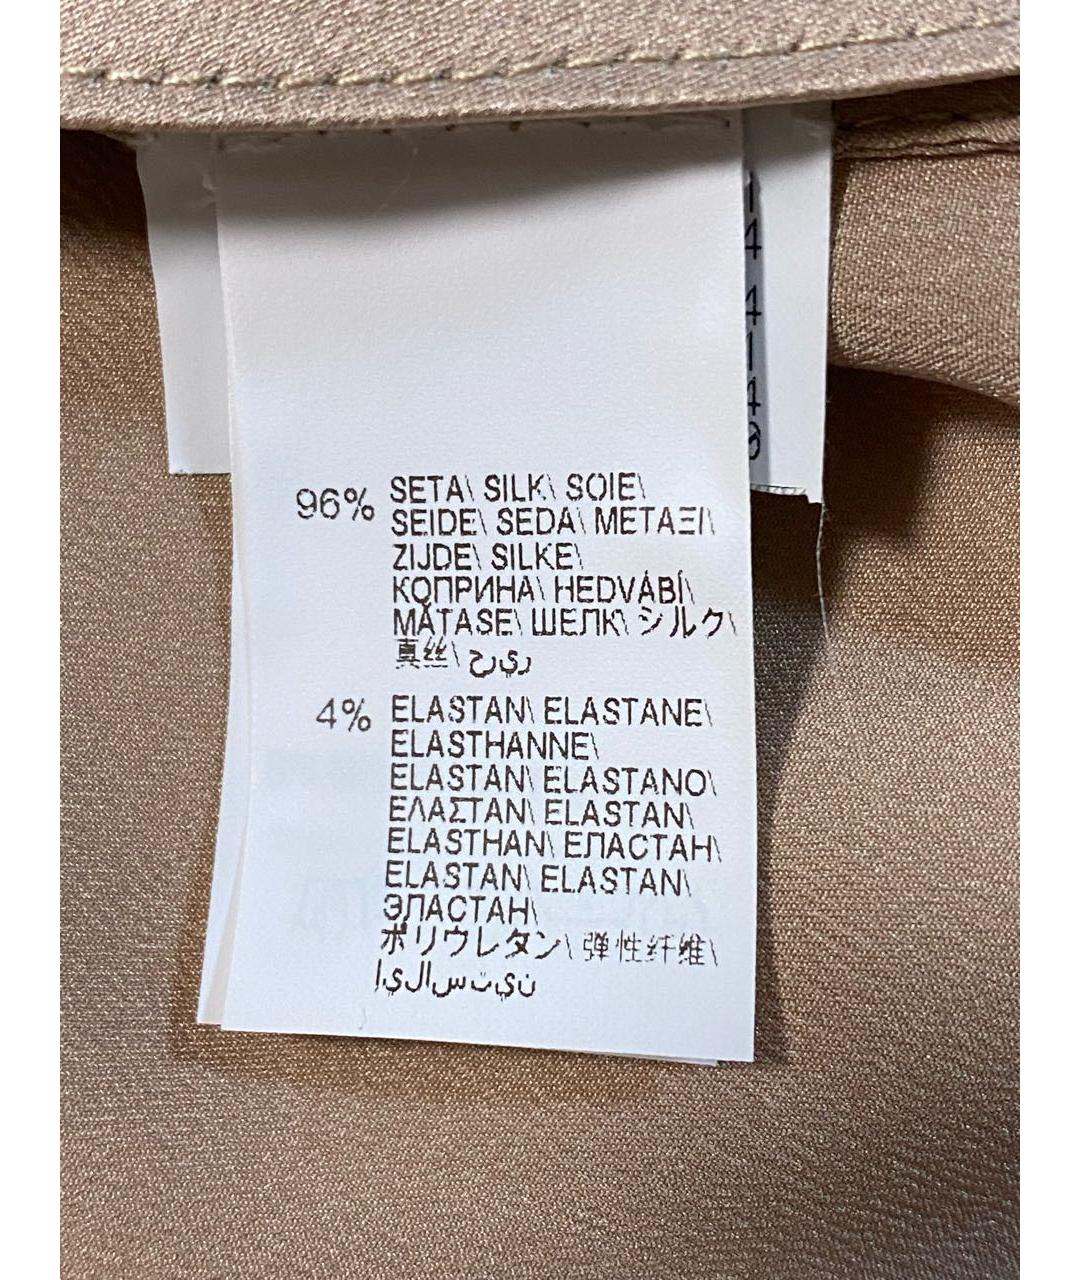 96% SETA\ SILK\ SOIE\
SEIDE\ SEDA\ ΜΕΤΑΞΙ\
ZIJDE\ SILKE\
КОПРИНА\ HEDVÁBÍ\
MĂTASE\ ШЕЛК\ シルク\
真丝\ ﺣﺮﻳﺮ
4% ELASTAN\ ELASTANE\
ELASTHANNE\
ELASTAN\ ELASTANO\
ΕΛΑΣΤΑΝ\ ELASTAN\
ELASTHAN\ ЕЛАСТАН\
ELASTAN\ ELASTAN\
ЭЛАСТАН\
ポリウレタン\ 弹性纤维\
إيلاستين